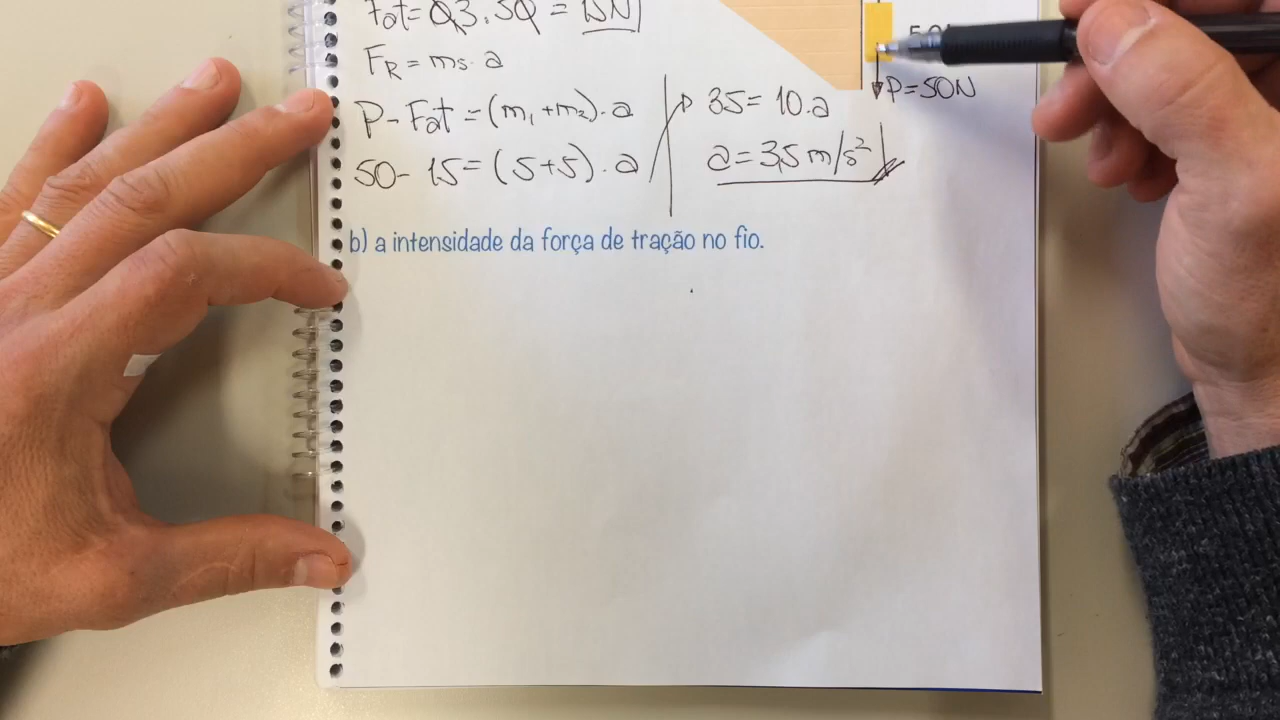 Fat= 0,3.50 = 15N
FR = ms. a
P=50N
P-Fat =(m1+m2).a
35= 10.a
50- 15= (5+5).a
a=3,5 m/s²
b) a intensidade da força de tração no fio.